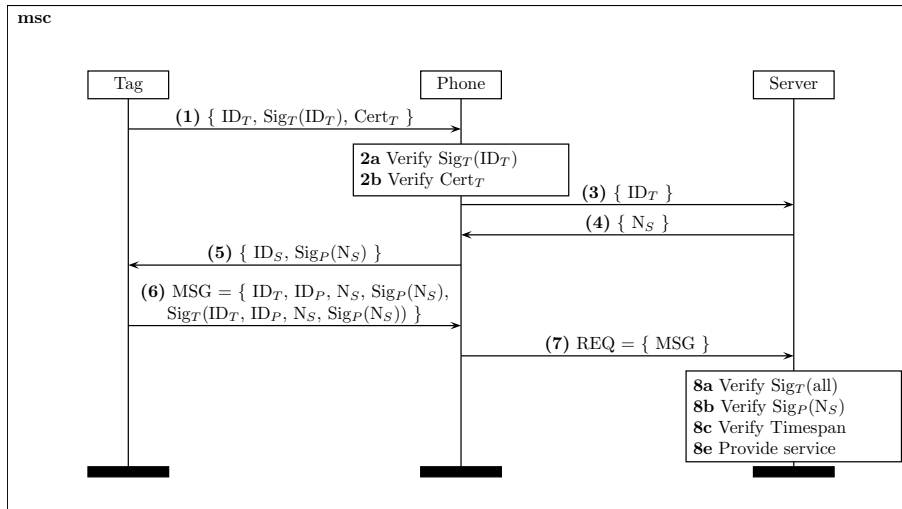 msc
Tag
Phone
Server
(1) { ID_T, Sig_T(ID_T), Cert_T }
2a Verify Sig_T(ID_T)
2b Verify Cert_T
(3) { ID_T }
(4) { N_S }
(5) { ID_S, Sig_P(N_S) }
(6) MSG = { ID_T, ID_P, N_S, Sig_P(N_S),
Sig_T(ID_T, ID_P, N_S, Sig_P(N_S)) }
(7) REQ = { MSG }
8a Verify Sig_T(all)
8b Verify Sig_P(N_S)
8c Verify Timespan
8e Provide service